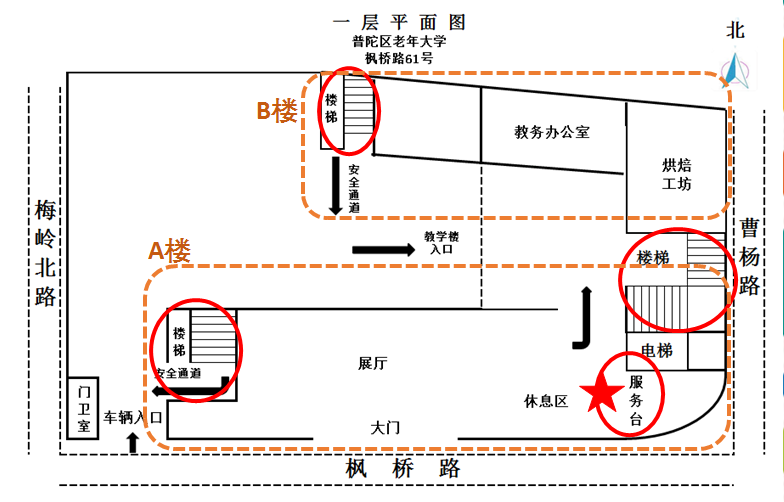 一层平面图
普陀区老年大学
枫桥路61号
北
B楼
楼梯
教务办公室
烘焙
工坊
安全通道
梅岭北路
教学楼
入口
曹杨路
A楼
楼梯
楼梯
展厅
电梯
安全通道
门卫室
服务台
休息区
车辆入口
大门
枫桥路